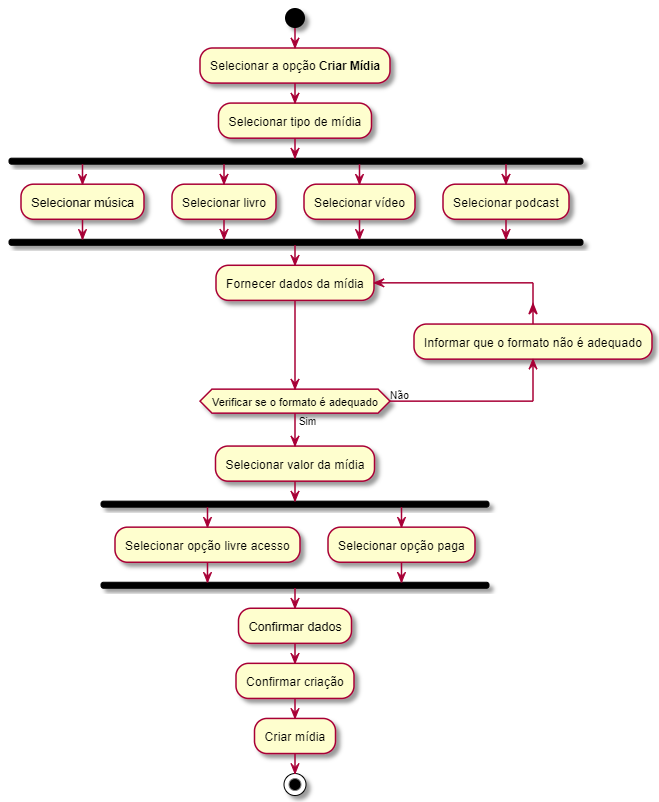 Selecionar a opção Criar Mídia
Selecionar tipo de mídia
Selecionar música
Selecionar livro
Selecionar vídeo
Selecionar podcast
Fornecer dados da mídia
Informar que o formato não é adequado
Verificar se o formato é adequado
Não
Sim
Selecionar valor da mídia
Selecionar opção livre acesso
Selecionar opção paga
Confirmar dados
Confirmar criação
Criar mídia